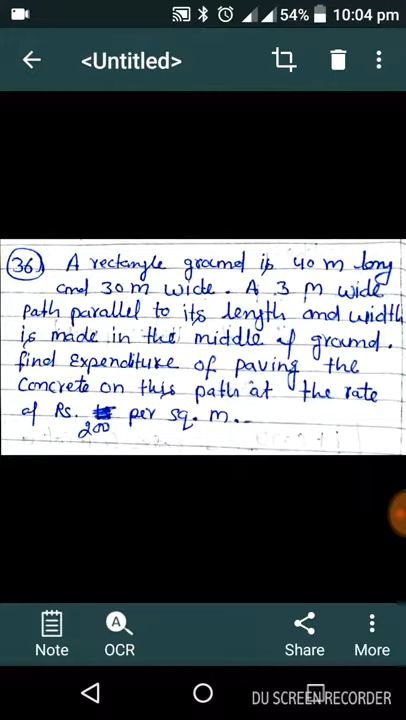 54% 10:04 pm
<Untitled>
36) A rectangle ground is 40 m long
and 30 m wide. A 3 m wide
path parallel to its length and width
is made in the middle of ground.
find expenditure of paving the
concrete on this path at the rate
of Rs. 200 per sq. m.
Note OCR Share More
DU SCREEN RECORDER